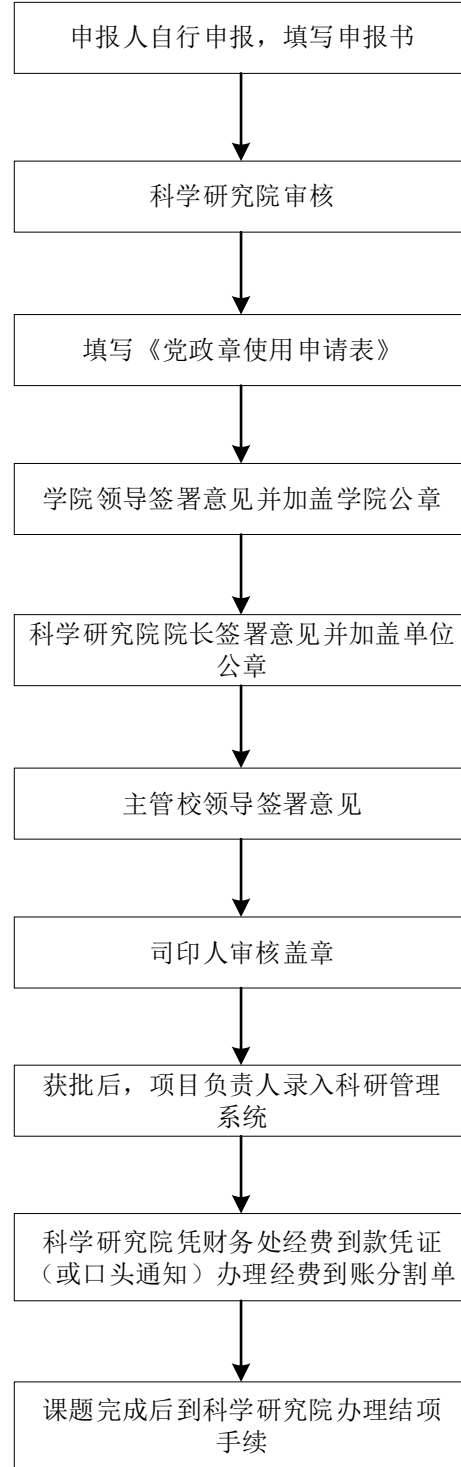 申报人自行申报，填写申报书
科学研究院审核
填写《党政章使用申请表》
学院领导签署意见并加盖学院公章
科学研究院院长签署意见并加盖单位
公章
主管校领导签署意见
司印人审核盖章
获批后，项目负责人录入科研管理
系统
科学研究院凭财务处经费到款凭证
（或口头通知）办理经费到账分割单
课题完成后到科学研究院办理结项
手续